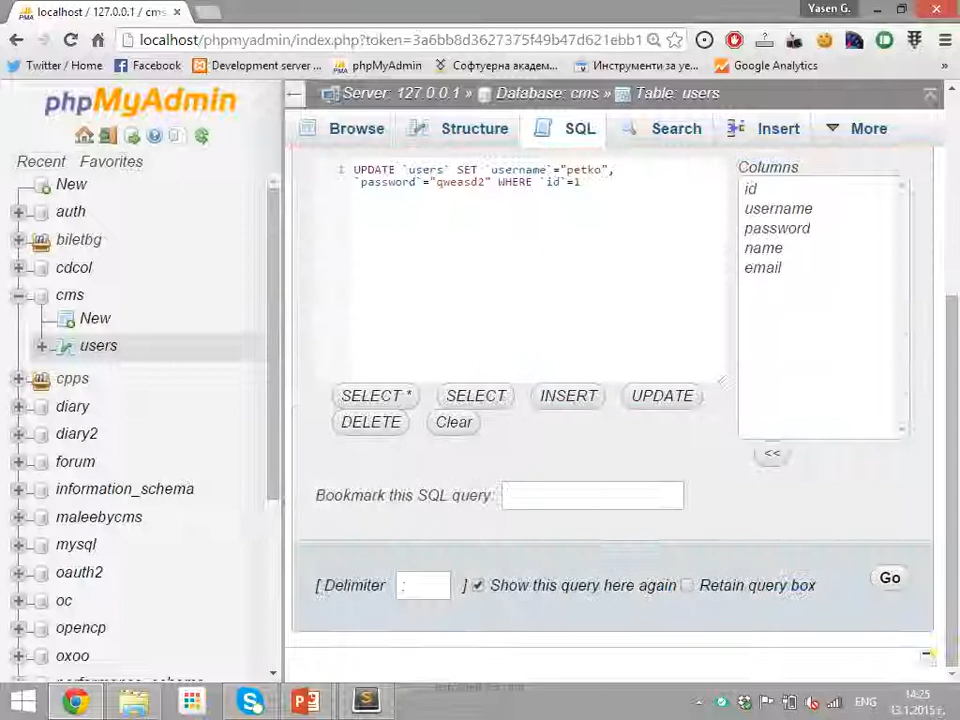 localhost / 127.0.0.1 / cms
Yasen G.
localhost/phpmyadmin/index.php?token=3a6bb8d3627375f49b47d621ebb1
Twitter / Home
Facebook
Development server ...
phpMyAdmin
Софтуерна академ...
Инструменти за уе...
Google Analytics
»
phpMyAdmin
Server: 127.0.0.1 » Database: cms » Table: users
Browse
Structure
SQL
Search
Insert
More
Recent
Favorites
New
auth
biletbg
cdcol
cms
New
users
cpps
diary
diary2
forum
information_schema
maleebycms
mysql
oauth2
oc
opencp
oxoo
performance_schema
1 UPDATE `users` SET `username`="petko",
`password`="qweasd2" WHERE `id`=1
Columns
id
username
password
name
email
SELECT *
SELECT
INSERT
UPDATE
DELETE
Clear
<<
Bookmark this SQL query:
[ Delimiter ; ]
Show this query here again
Retain query box
Go
ЕНГ
14:25
13.1.2015 г.